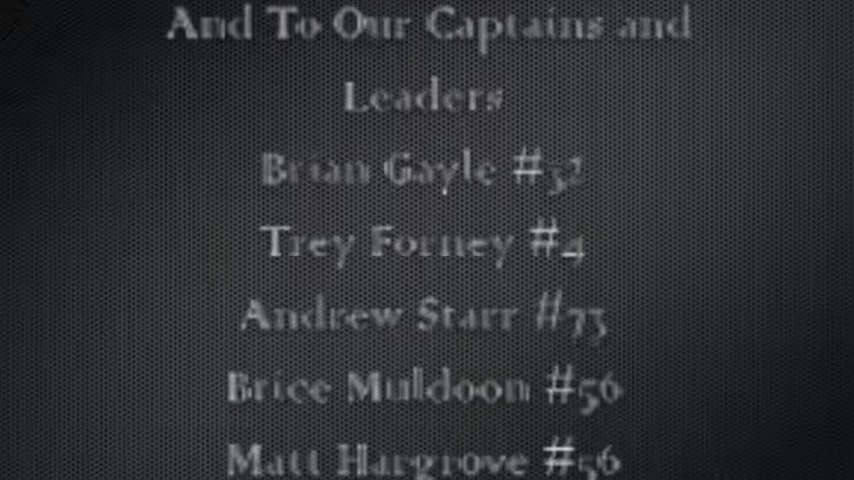 And To Our Captains and
Leaders
Brian Gayle #32
Trey Forney #4
Andrew Starr #73
Brice Muldoon #56
Matt Hargrove #56